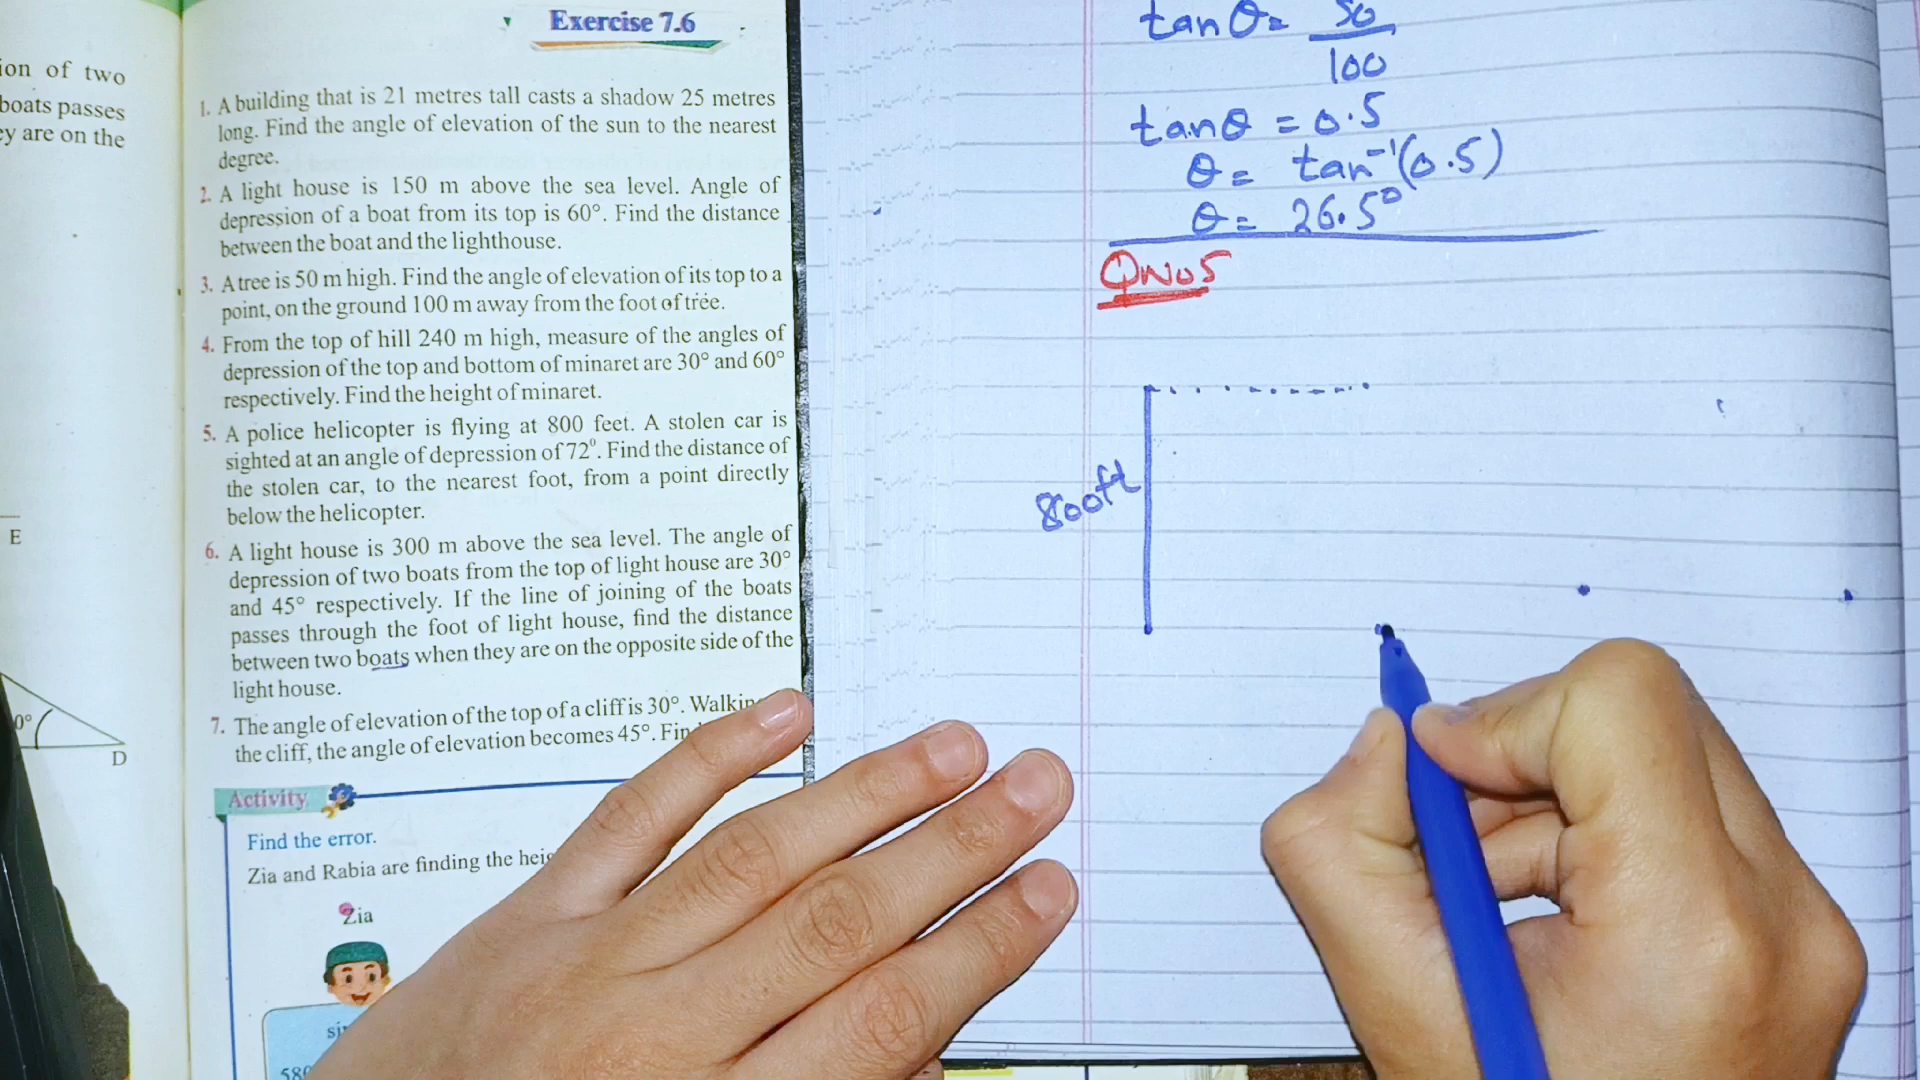 ion of two
boats passes
ey are on the
E
0°
D
Exercise 7.6
1. A building that is 21 metres tall casts a shadow 25 metres
long. Find the angle of elevation of the sun to the nearest
degree.
2. A light house is 150 m above the sea level. Angle of
depression of a boat from its top is 60°. Find the distance
between the boat and the lighthouse.
3. A tree is 50 m high. Find the angle of elevation of its top to a
point, on the ground 100 m away from the foot of tree.
4. From the top of hill 240 m high, measure of the angles of
depression of the top and bottom of minaret are 30° and 60°
respectively. Find the height of minaret.
5. A police helicopter is flying at 800 feet. A stolen car is
sighted at an angle of depression of 72⁰. Find the distance of
the stolen car, to the nearest foot, from a point directly
below the helicopter.
6. A light house is 300 m above the sea level. The angle of
depression of two boats from the top of light house are 30°
and 45° respectively. If the line of joining of the boats
passes through the foot of light house, find the distance
between two boats when they are on the opposite side of the
light house.
7. The angle of elevation of the top of a cliff is 30°. Walkin
the cliff, the angle of elevation becomes 45°. Fin
Activity
Find the error.
Zia and Rabia are finding the hei
Zia
si
580
tanθ = 50
100
tanθ = 0.5
θ = tan⁻¹(0.5)
θ = 26.5°
QNo5
800ft